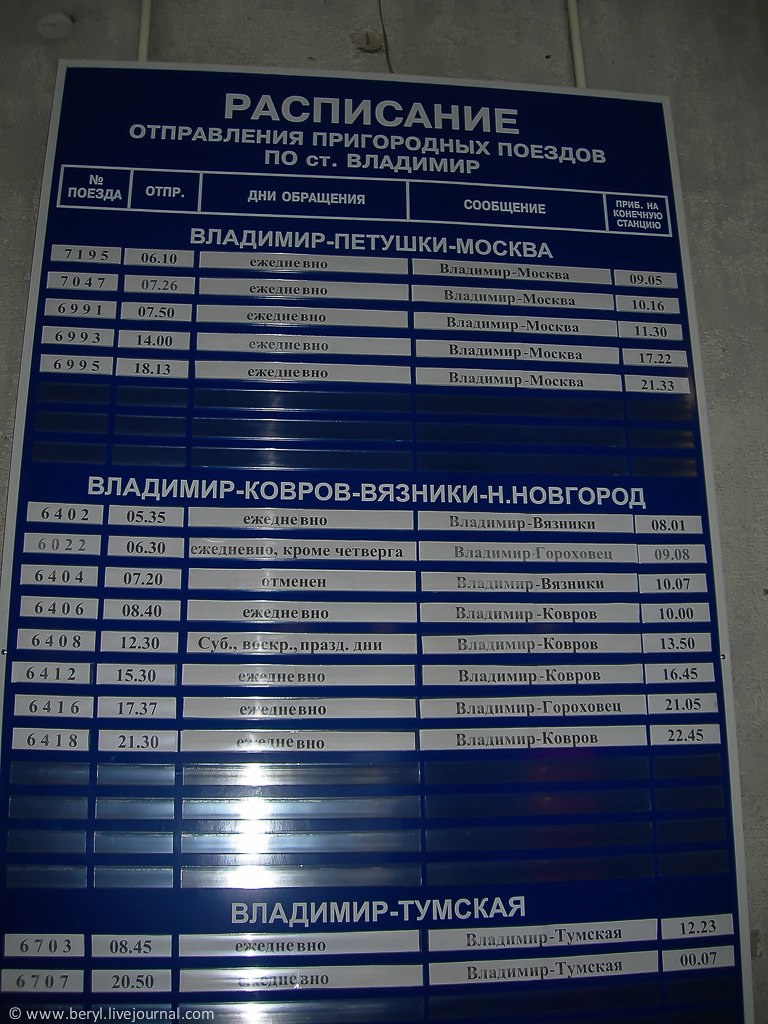 РАСПИСАНИЕ
ОТПРАВЛЕНИЯ ПРИГОРОДНЫХ ПОЕЗДОВ
ПО ст. ВЛАДИМИР
№ ПОЕЗДА ОТПР. ДНИ ОБРАЩЕНИЯ СООБЩЕНИЕ ПРИБ. НА КОНЕЧНУЮ СТАНЦИЮ
ВЛАДИМИР-ПЕТУШКИ-МОСКВА
7195 06.10 ежедневно Владимир-Москва 09.05
7047 07.26 ежедневно Владимир-Москва 10.16
6991 07.50 ежедневно Владимир-Москва 11.30
6993 14.00 ежедневно Владимир-Москва 17.22
6995 18.13 ежедневно Владимир-Москва 21.33
ВЛАДИМИР-КОВРОВ-ВЯЗНИКИ-Н.НОВГОРОД
6402 05.35 ежедневно Владимир-Вязники 08.01
6022 06.30 ежедневно, кроме четверга Владимир-Гороховец 09.08
6404 07.20 отменен Владимир-Вязники 10.07
6406 08.40 ежедневно Владимир-Ковров 10.00
6408 12.30 Суб., воскр., празд. дни Владимир-Ковров 13.50
6412 15.30 ежедневно Владимир-Ковров 16.45
6416 17.37 ежедневно Владимир-Гороховец 21.05
6418 21.30 ежедневно Владимир-Ковров 22.45
ВЛАДИМИР-ТУМСКАЯ
6703 08.45 ежедневно Владимир-Тумская 12.23
6707 20.50 ежедневно Владимир-Тумская 00.07
© www.beryl.livejournal.com